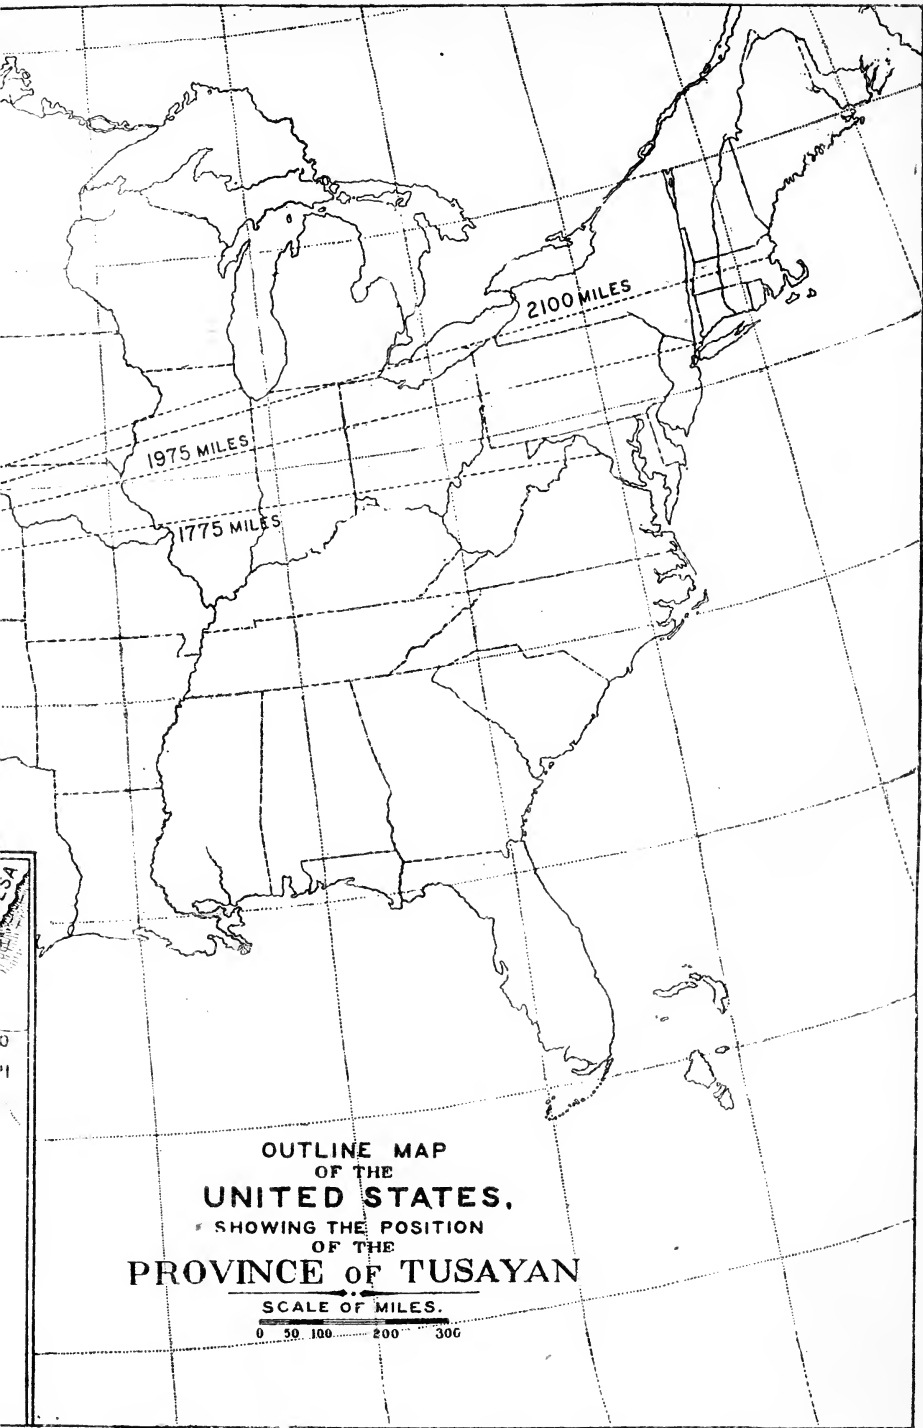 2100 MILES
1975 MILES
1775 MILES
OUTLINE MAP
OF THE
UNITED STATES,
SHOWING THE POSITION
OF THE
PROVINCE OF TUSAYAN
SCALE OF MILES.
0 50 100 200 300